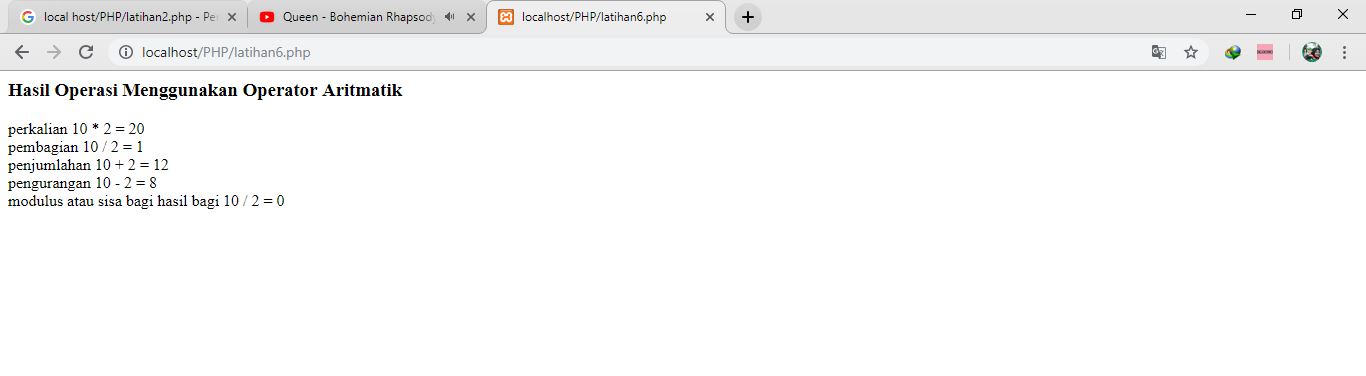 local host/PHP/latihan2.php - Pe
Queen - Bohemian Rhapsody
localhost/PHP/latihan6.php
localhost/PHP/latihan6.php
Hasil Operasi Menggunakan Operator Aritmatik
perkalian 10 * 2 = 20
pembagian 10 / 2 = 1
penjumlahan 10 + 2 = 12
pengurangan 10 - 2 = 8
modulus atau sisa bagi hasil bagi 10 / 2 = 0